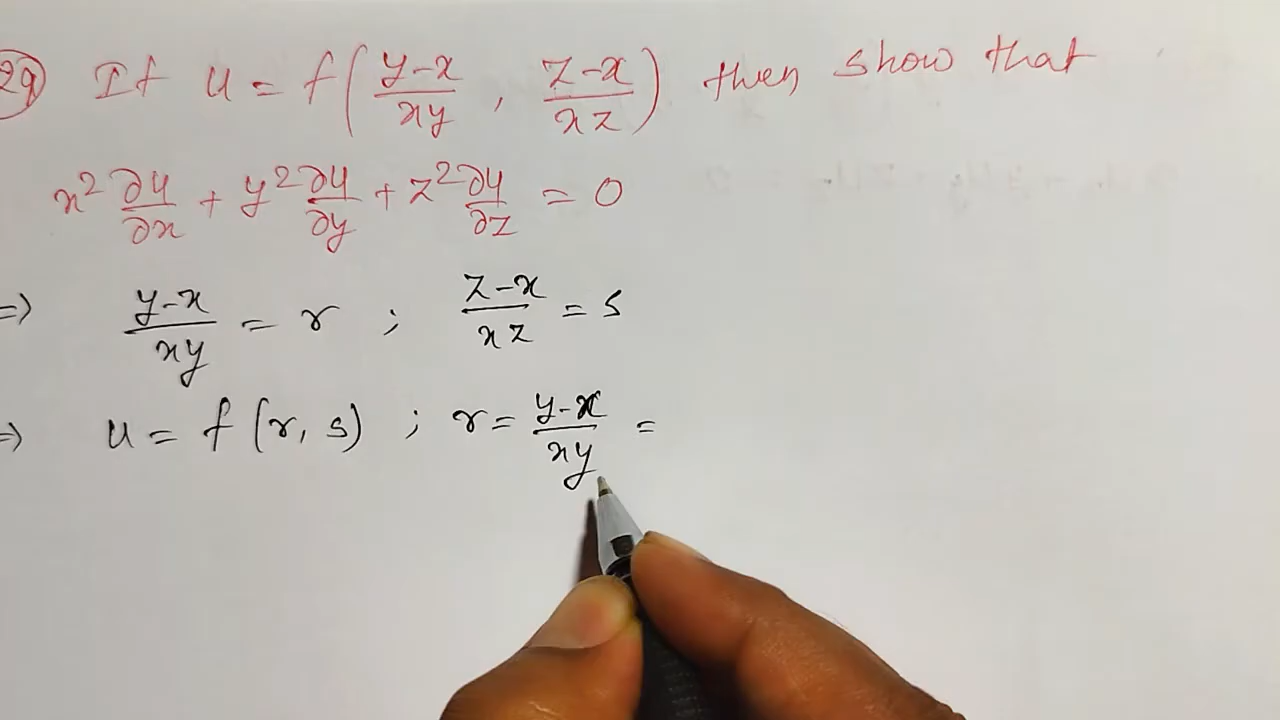 29 If u = f((y-x)/(xy), (z-x)/(xz)) then show that
x² ∂u/∂x + y² ∂u/∂y + z² ∂u/∂z = 0
=> (y-x)/(xy) = r ; (z-x)/(xz) = s
=> u = f(r, s) ; r = (y-x)/(xy) =